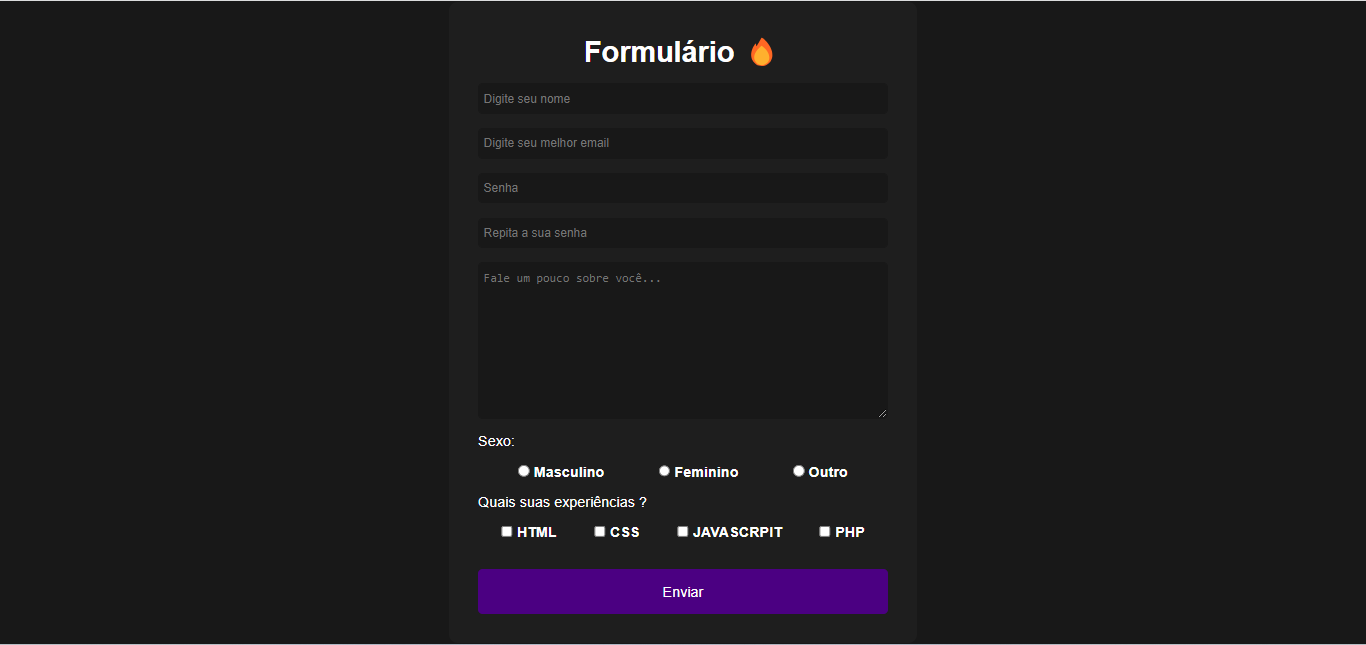 Formulário 🔥
Digite seu nome
Digite seu melhor email
Senha
Repita a sua senha
Fale um pouco sobre você...
Sexo:
Masculino Feminino Outro
Quais suas experiências ?
HTML CSS JAVASCRPIT PHP
Enviar